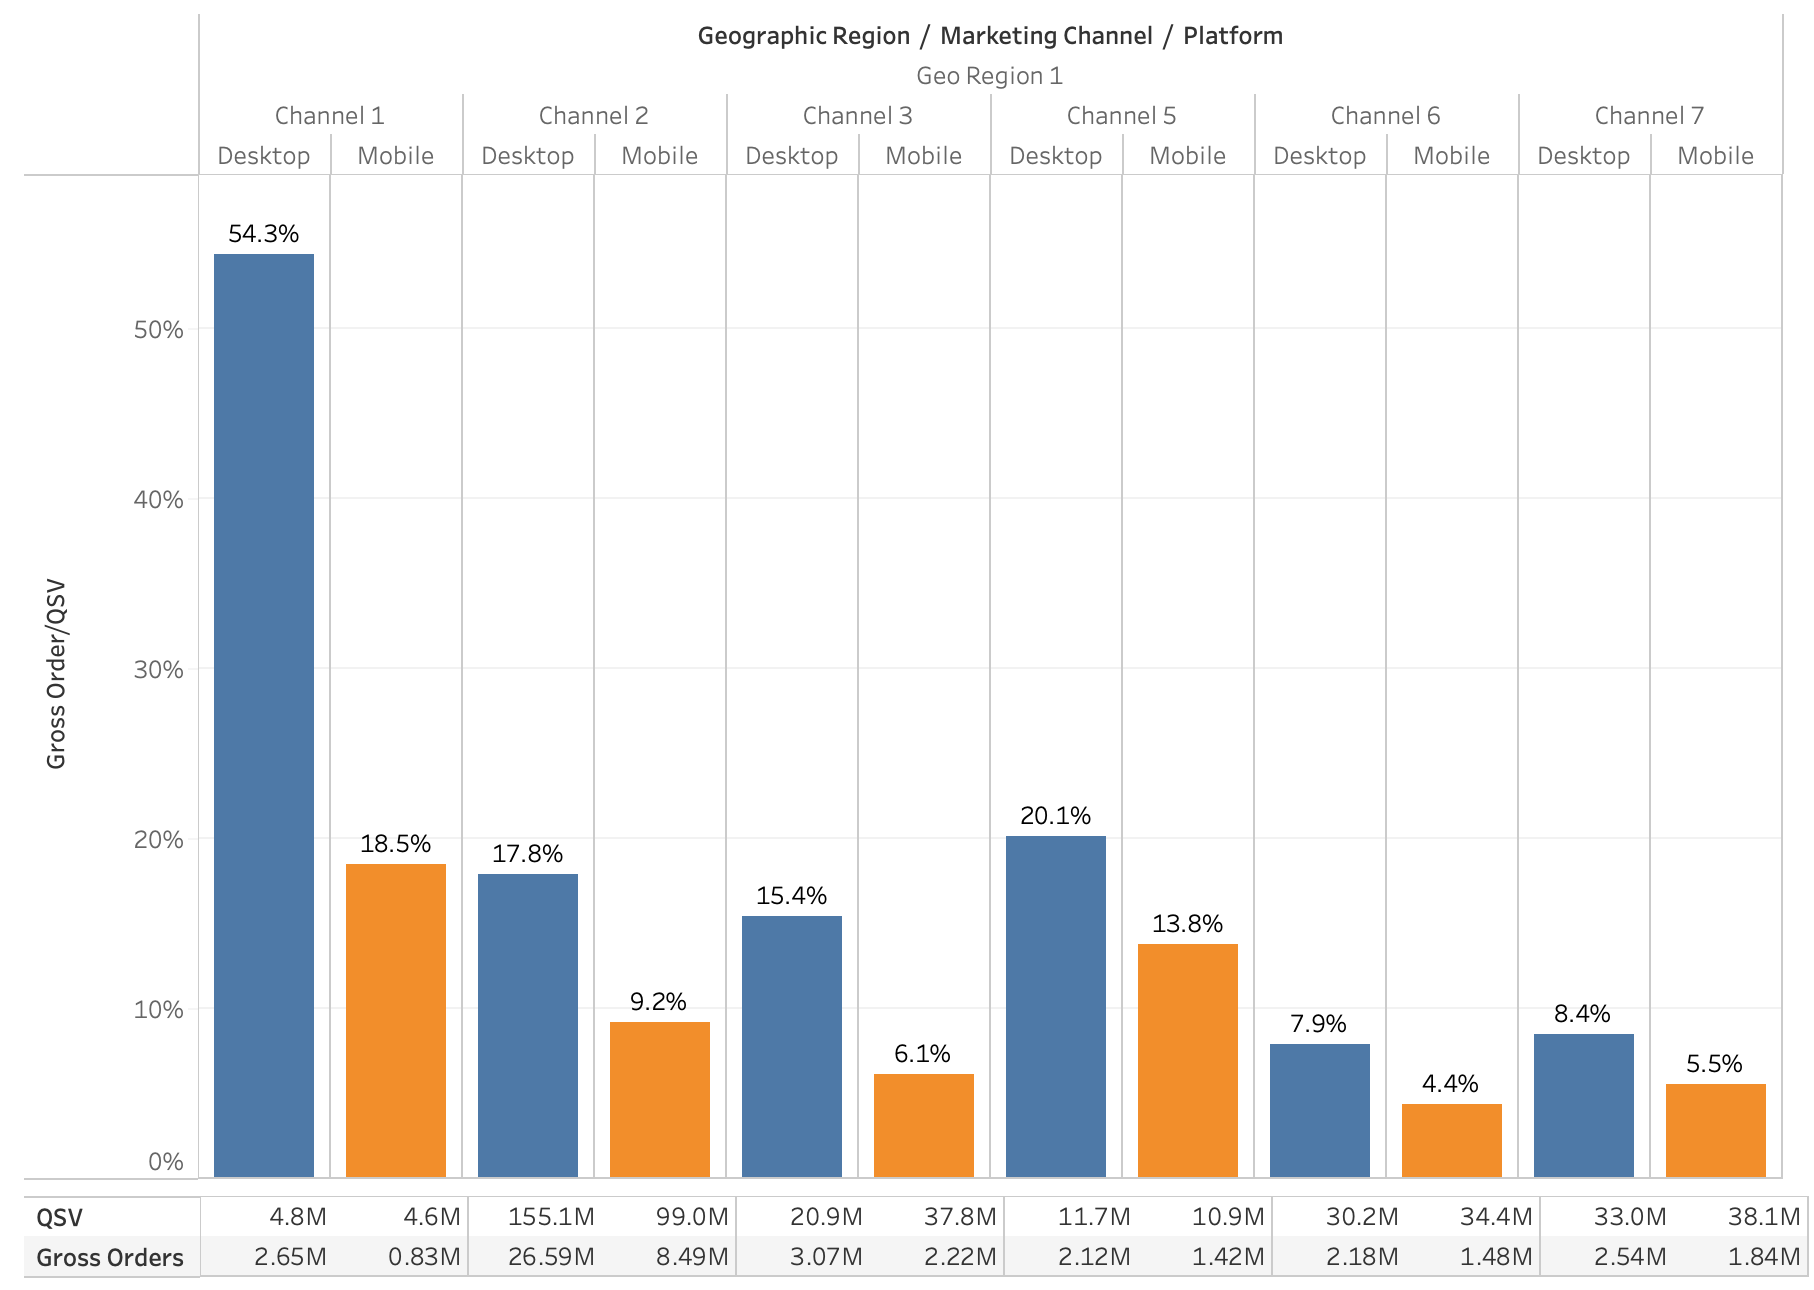 Geographic Region / Marketing Channel / Platform
Geo Region 1
Channel 1 Channel 2 Channel 3 Channel 5 Channel 6 Channel 7
Desktop Mobile Desktop Mobile Desktop Mobile Desktop Mobile Desktop Mobile Desktop Mobile
Gross Order/QSV
50%
40%
30%
20%
10%
0%
54.3%
18.5%
17.8%
9.2%
15.4%
6.1%
20.1%
13.8%
7.9%
4.4%
8.4%
5.5%
QSV 4.8M 4.6M 155.1M 99.0M 20.9M 37.8M 11.7M 10.9M 30.2M 34.4M 33.0M 38.1M
Gross Orders 2.65M 0.83M 26.59M 8.49M 3.07M 2.22M 2.12M 1.42M 2.18M 1.48M 2.54M 1.84M